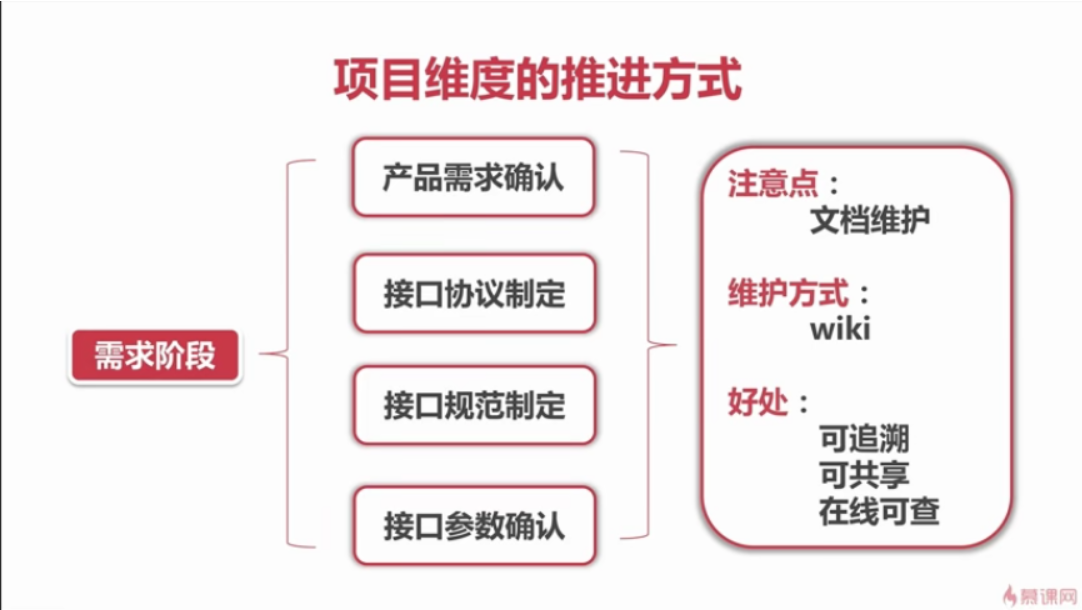 项目维度的推进方式
需求阶段
产品需求确认
接口协议制定
接口规范制定
接口参数确认
注意点：
文档维护
维护方式：
wiki
好处：
可追溯
可共享
在线可查
慕课网